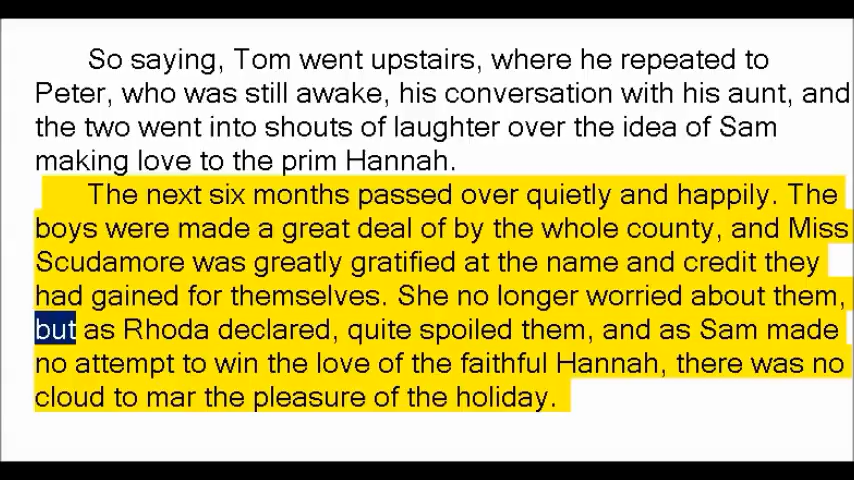 So saying, Tom went upstairs, where he repeated to
Peter, who was still awake, his conversation with his aunt, and
the two went into shouts of laughter over the idea of Sam
making love to the prim Hannah.
The next six months passed over quietly and happily. The
boys were made a great deal of by the whole county, and Miss
Scudamore was greatly gratified at the name and credit they
had gained for themselves. She no longer worried about them,
but as Rhoda declared, quite spoiled them, and as Sam made
no attempt to win the love of the faithful Hannah, there was no
cloud to mar the pleasure of the holiday.